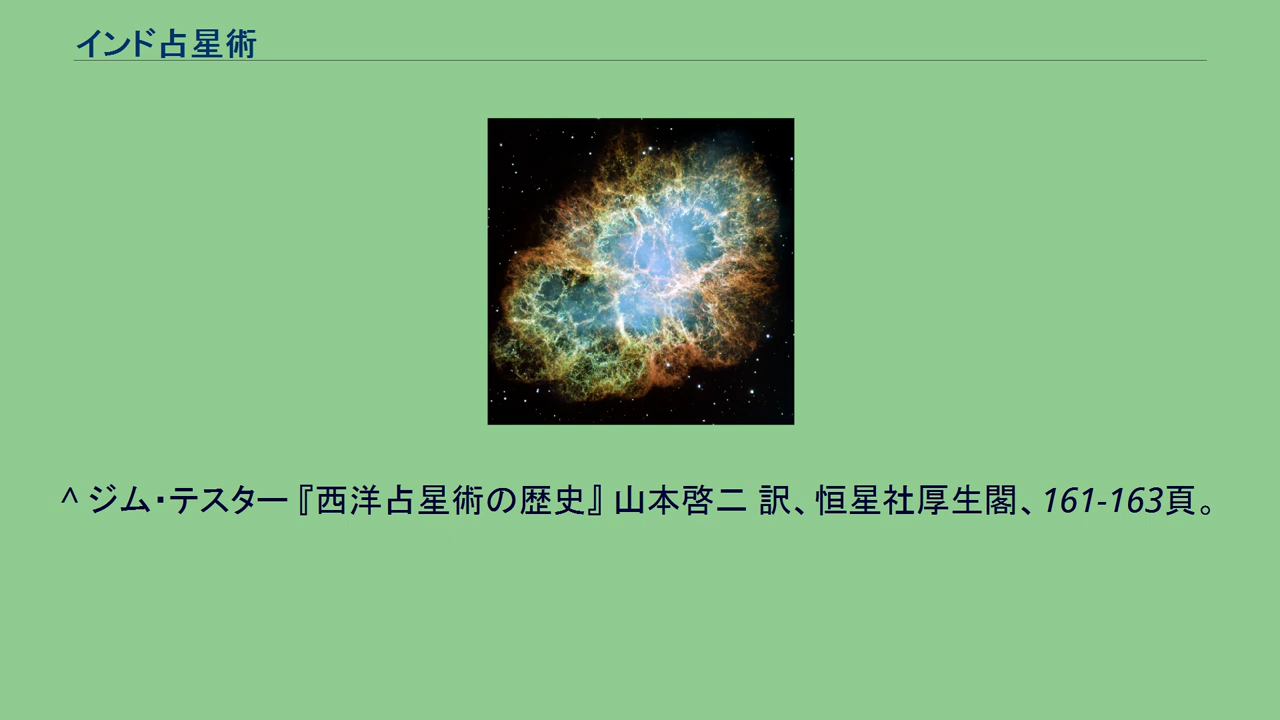 インド占星術
^ ジム・テスター『西洋占星術の歴史』 山本啓二 訳、恒星社厚生閣、161-163頁。